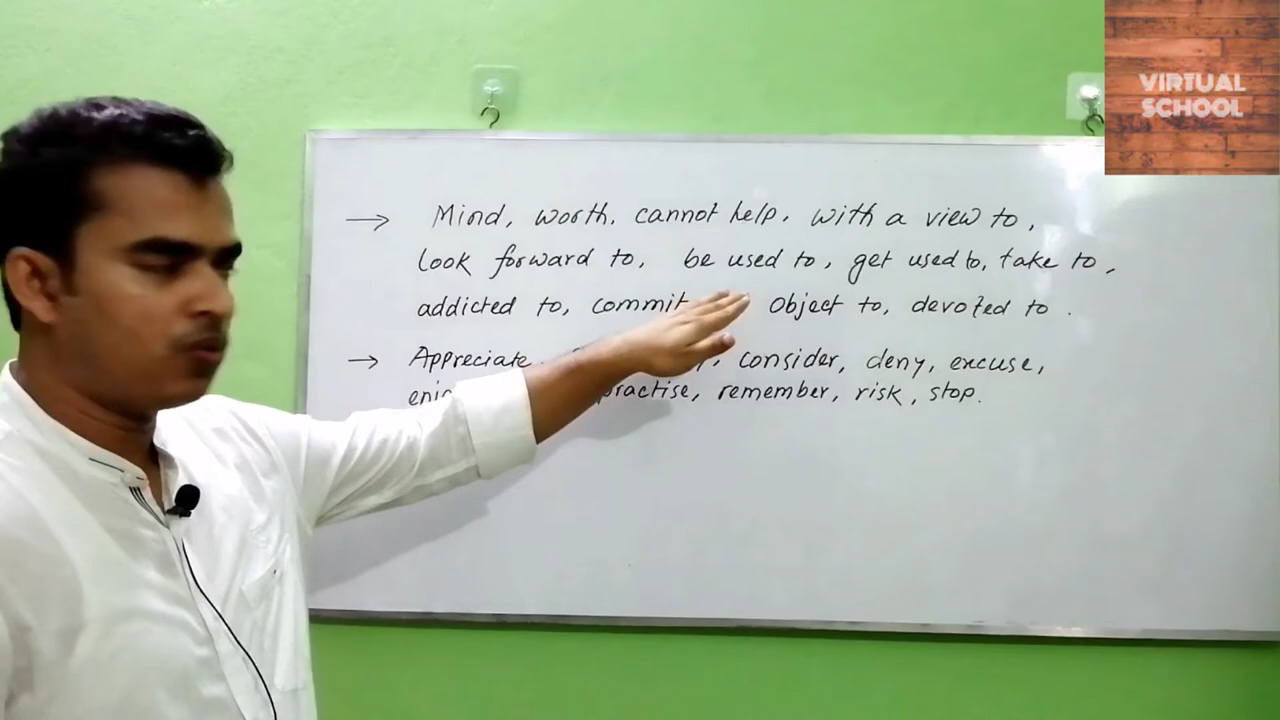 VIRTUAL
SCHOOL
→ Mind, worth, cannot help, with a view to,
look forward to, be used to, get used to, take to,
addicted to, commit object to, devoted to.
→ Appreciate, consider, deny, excuse,
practise, remember, risk, stop.